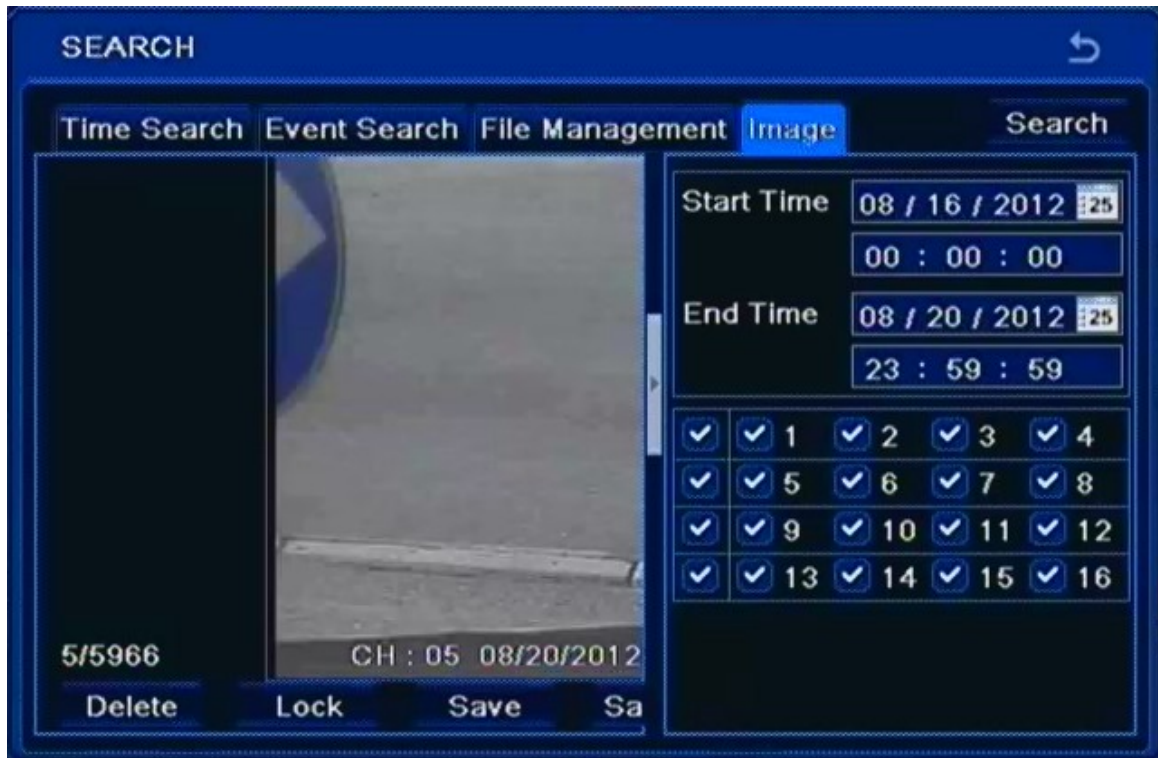 SEARCH
Time Search Event Search File Management Image Search
Start Time 08 / 16 / 2012 25
00 : 00 : 00
End Time 08 / 20 / 2012 25
23 : 59 : 59
1 2 3 4
5 6 7 8
9 10 11 12
13 14 15 16
5/5966 CH : 05 08/20/2012
Delete Lock Save Sa